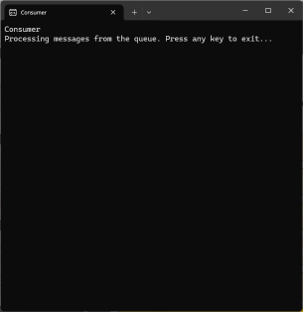 Consumer
Consumer
Processing messages from the queue. Press any key to exit...